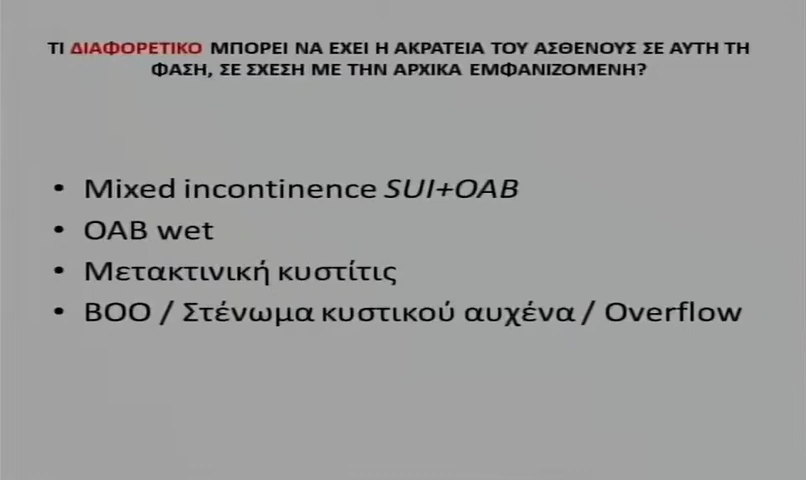 ΤΙ ΔΙΑΦΟΡΕΤΙΚΟ ΜΠΟΡΕΙ ΝΑ ΕΧΕΙ Η ΑΚΡΑΤΕΙΑ ΤΟΥ ΑΣΘΕΝΟΥΣ ΣΕ ΑΥΤΗ ΤΗ
ΦΑΣΗ, ΣΕ ΣΧΕΣΗ ΜΕ ΤΗΝ ΑΡΧΙΚΑ ΕΜΦΑΝΙΖΟΜΕΝΗ?
• Mixed incontinence SUI+OAB
• OAB wet
• Μετακτινική κυστίτις
• BOO / Στένωμα κυστικού αυχένα / Overflow